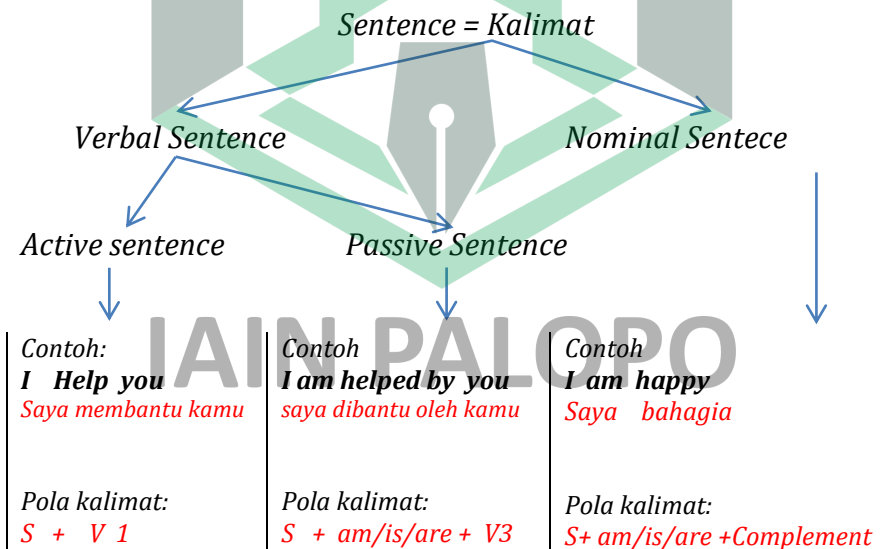 Sentence = Kalimat
Verbal Sentence
Nominal Sentece
Active sentence
Passive Sentence
IAIN PALOPO
Contoh:
I Help you
Saya membantu kamu
Pola kalimat:
S + V 1
Contoh
I am helped by you
saya dibantu oleh kamu
Pola kalimat:
S + am/is/are + V3
Contoh
I am happy
Saya bahagia
Pola kalimat:
S+ am/is/are +Complement